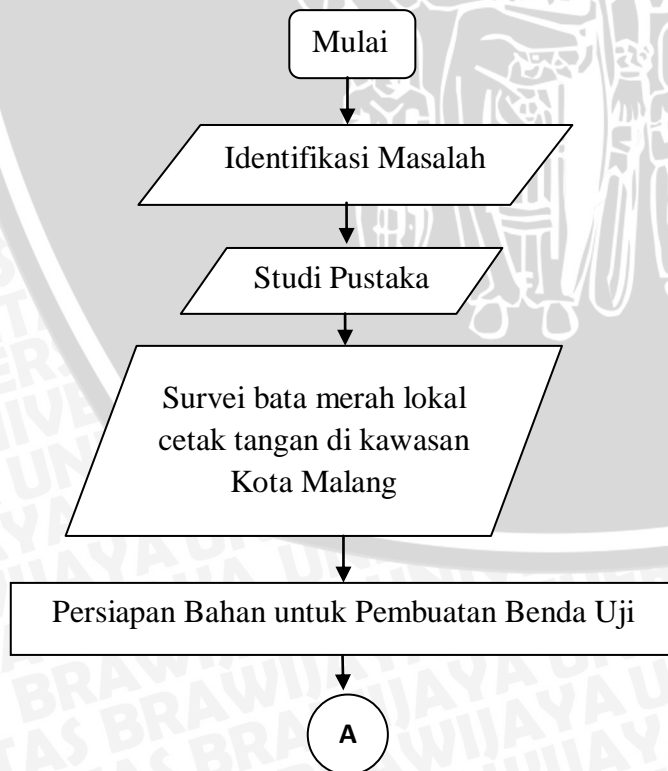 Mulai
Identifikasi Masalah
Studi Pustaka
Survei bata merah lokal
cetak tangan di kawasan
Kota Malang
Persiapan Bahan untuk Pembuatan Benda Uji
A